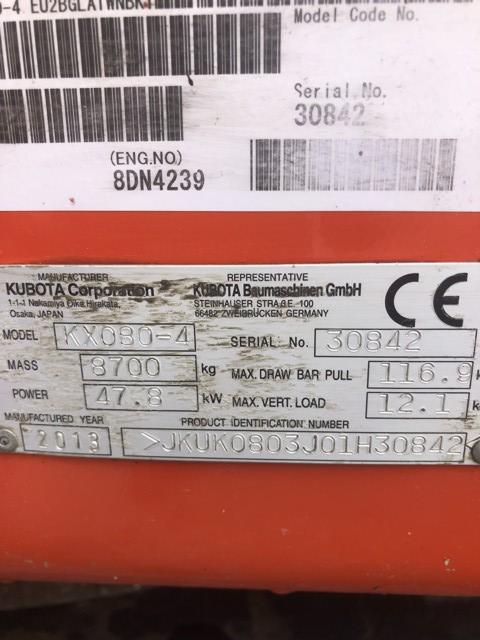 Model Code No.
Serial No.
30842
(ENG.NO.)
8DN4239
MANUFACTURER
KUBOTA Corporation
1-1-1 Nakamiya Oike,Hirakata,
Osaka, JAPAN
REPRESENTATIVE
KUBOTA Baumaschinen GmbH
STEINHAUSER STRAßE 100
66482 ZWEIBRÜCKEN GERMANY
CE
MODEL KX080-4 SERIAL No. 30842
MASS 8700 kg MAX. DRAW BAR PULL 116.9
POWER 47.8 kW MAX. VERT. LOAD 12.1
MANUFACTURED YEAR PRODUCT IDENTIFICATION NUMBER
2013 >JKUK0803J01H30842